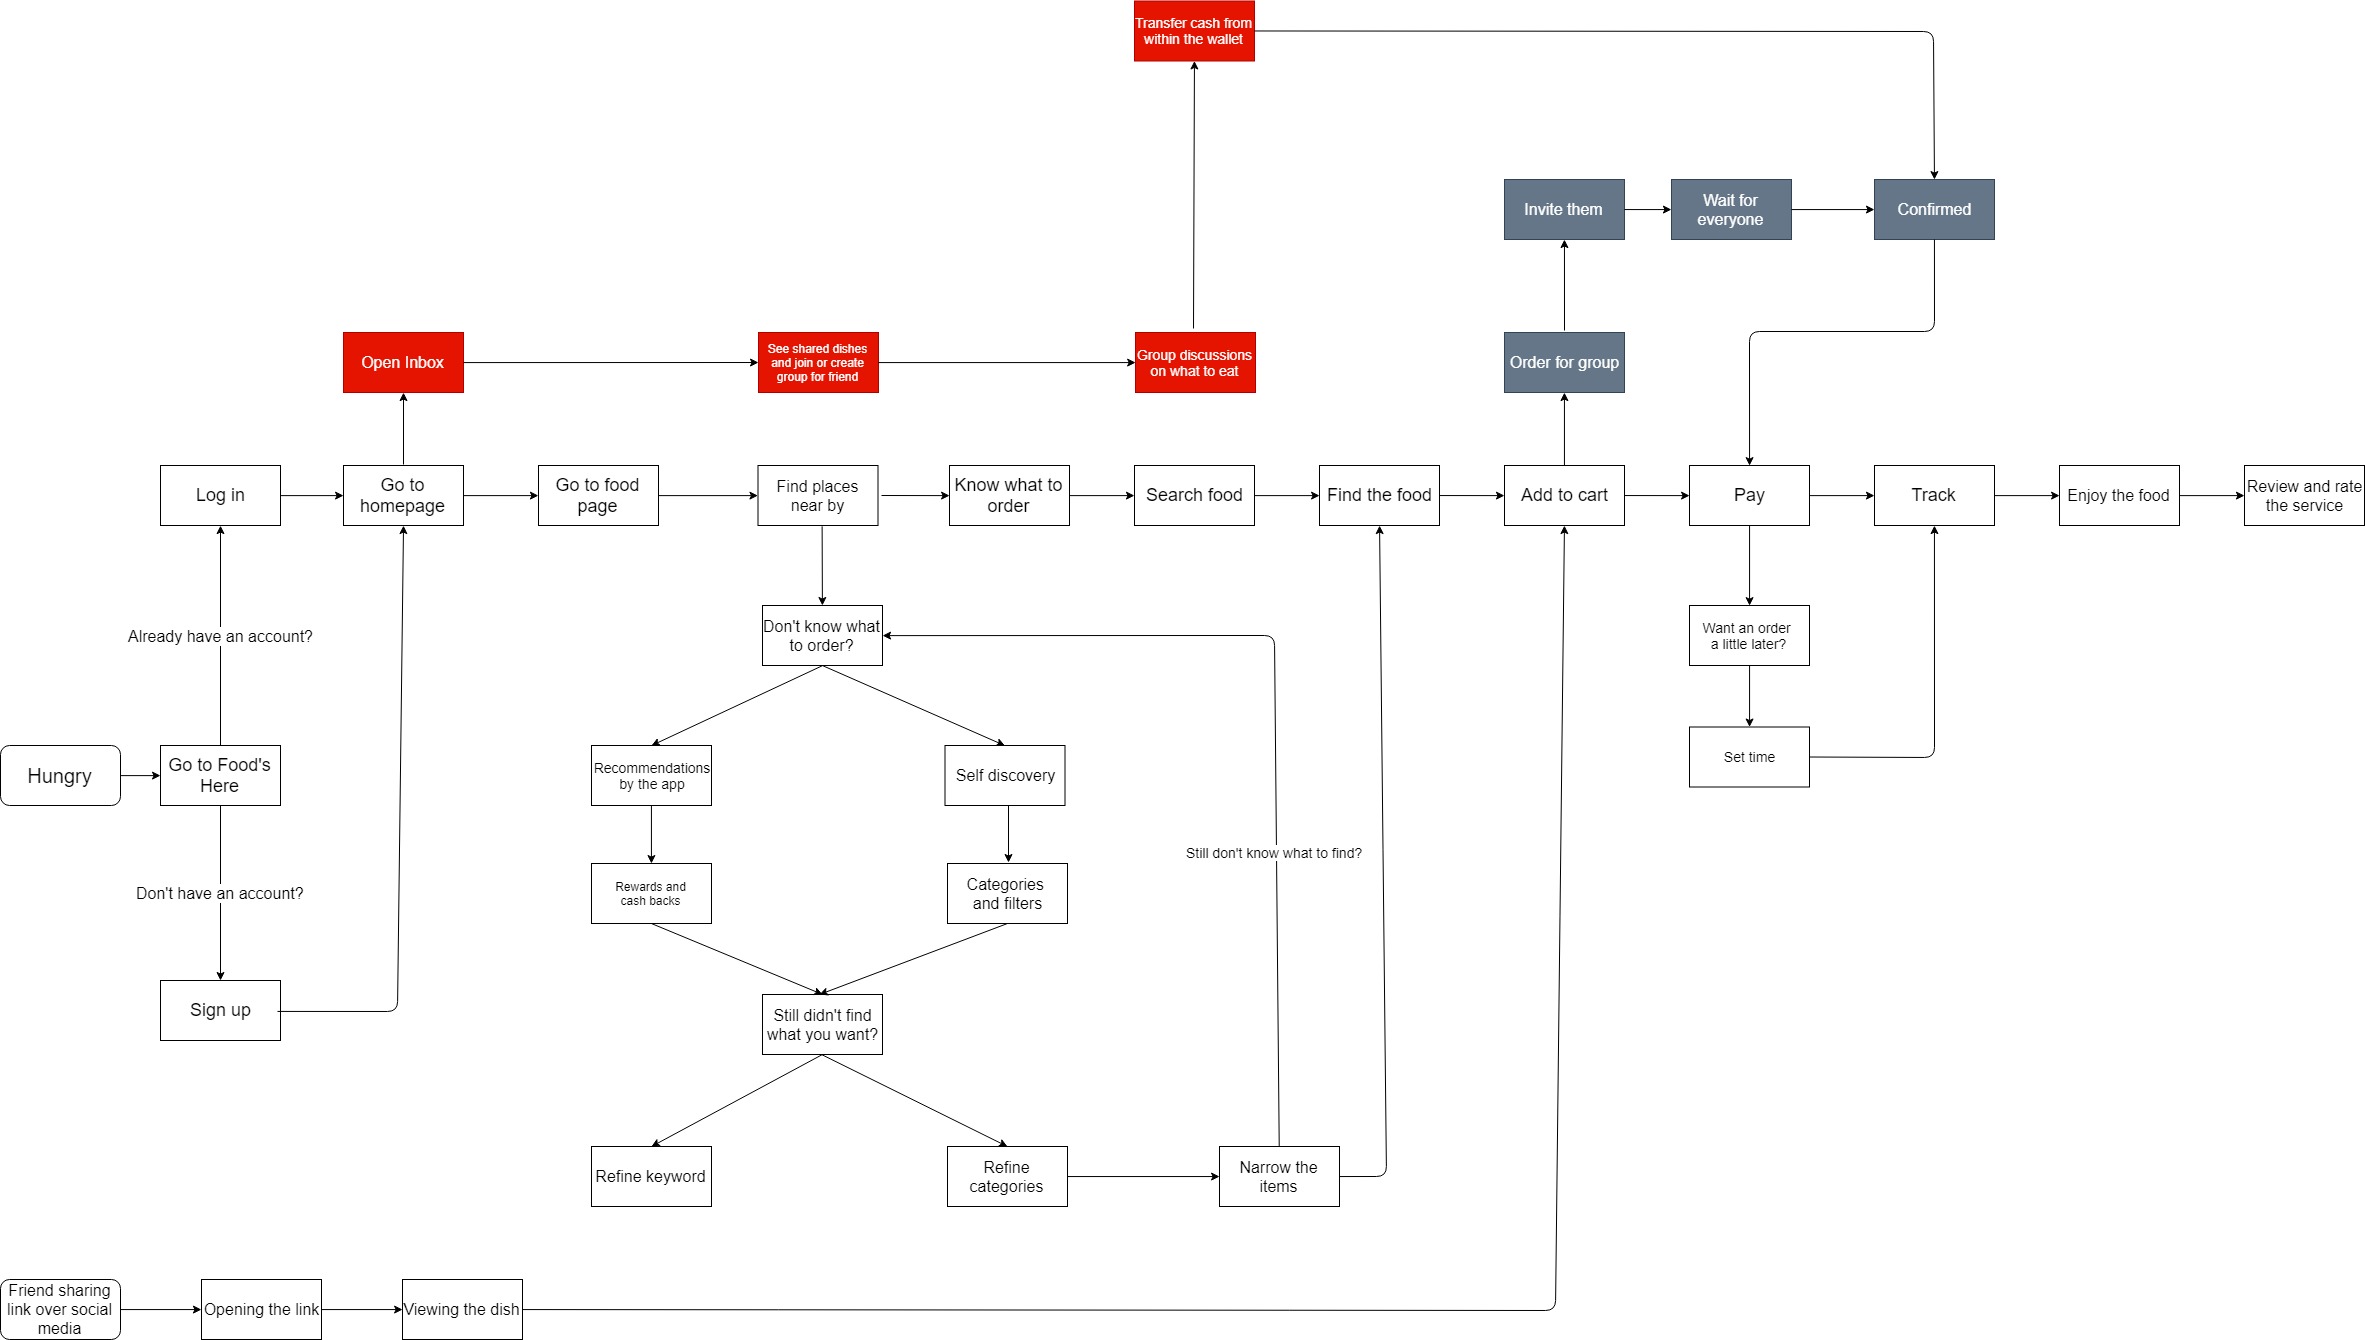 Transfer cash from
within the wallet
Invite them
Wait for
everyone
Confirmed
Open Inbox
See shared dishes
and join or create
group for friend
Group discussions
on what to eat
Order for group
Log in
Go to
homepage
Go to food
page
Find places
near by
Know what to
order
Search food
Find the food
Add to cart
Pay
Track
Enjoy the food
Review and rate
the service
Already have an account?
Don't know what
to order?
Want an order
a little later?
Hungry
Go to Food's
Here
Recommendations
by the app
Self discovery
Set time
Still don't know what to find?
Don't have an account?
Rewards and
cash backs
Categories
and filters
Sign up
Still didn't find
what you want?
Refine keyword
Refine
categories
Narrow the
items
Friend sharing
link over social
media
Opening the link
Viewing the dish